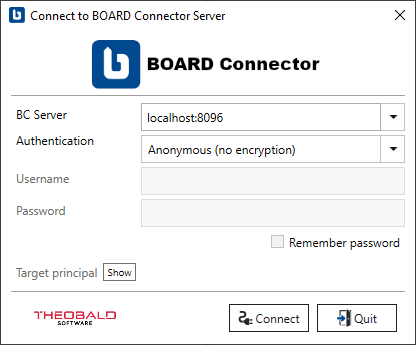 Connect to BOARD Connector Server
BOARD Connector
BC Server
localhost:8096
Authentication
Anonymous (no encryption)
Username
Password
Remember password
Target principal Show
THEOBALD
SOFTWARE
Connect
Quit